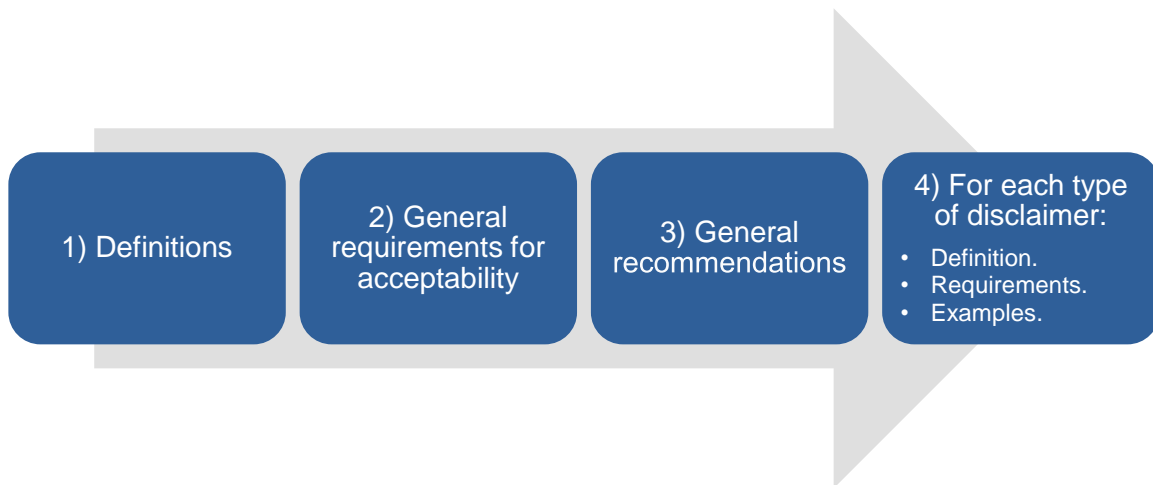 1) Definitions
2) General
requirements for
acceptability
3) General
recommendations
4) For each type
of disclaimer:
• Definition.
• Requirements.
• Examples.